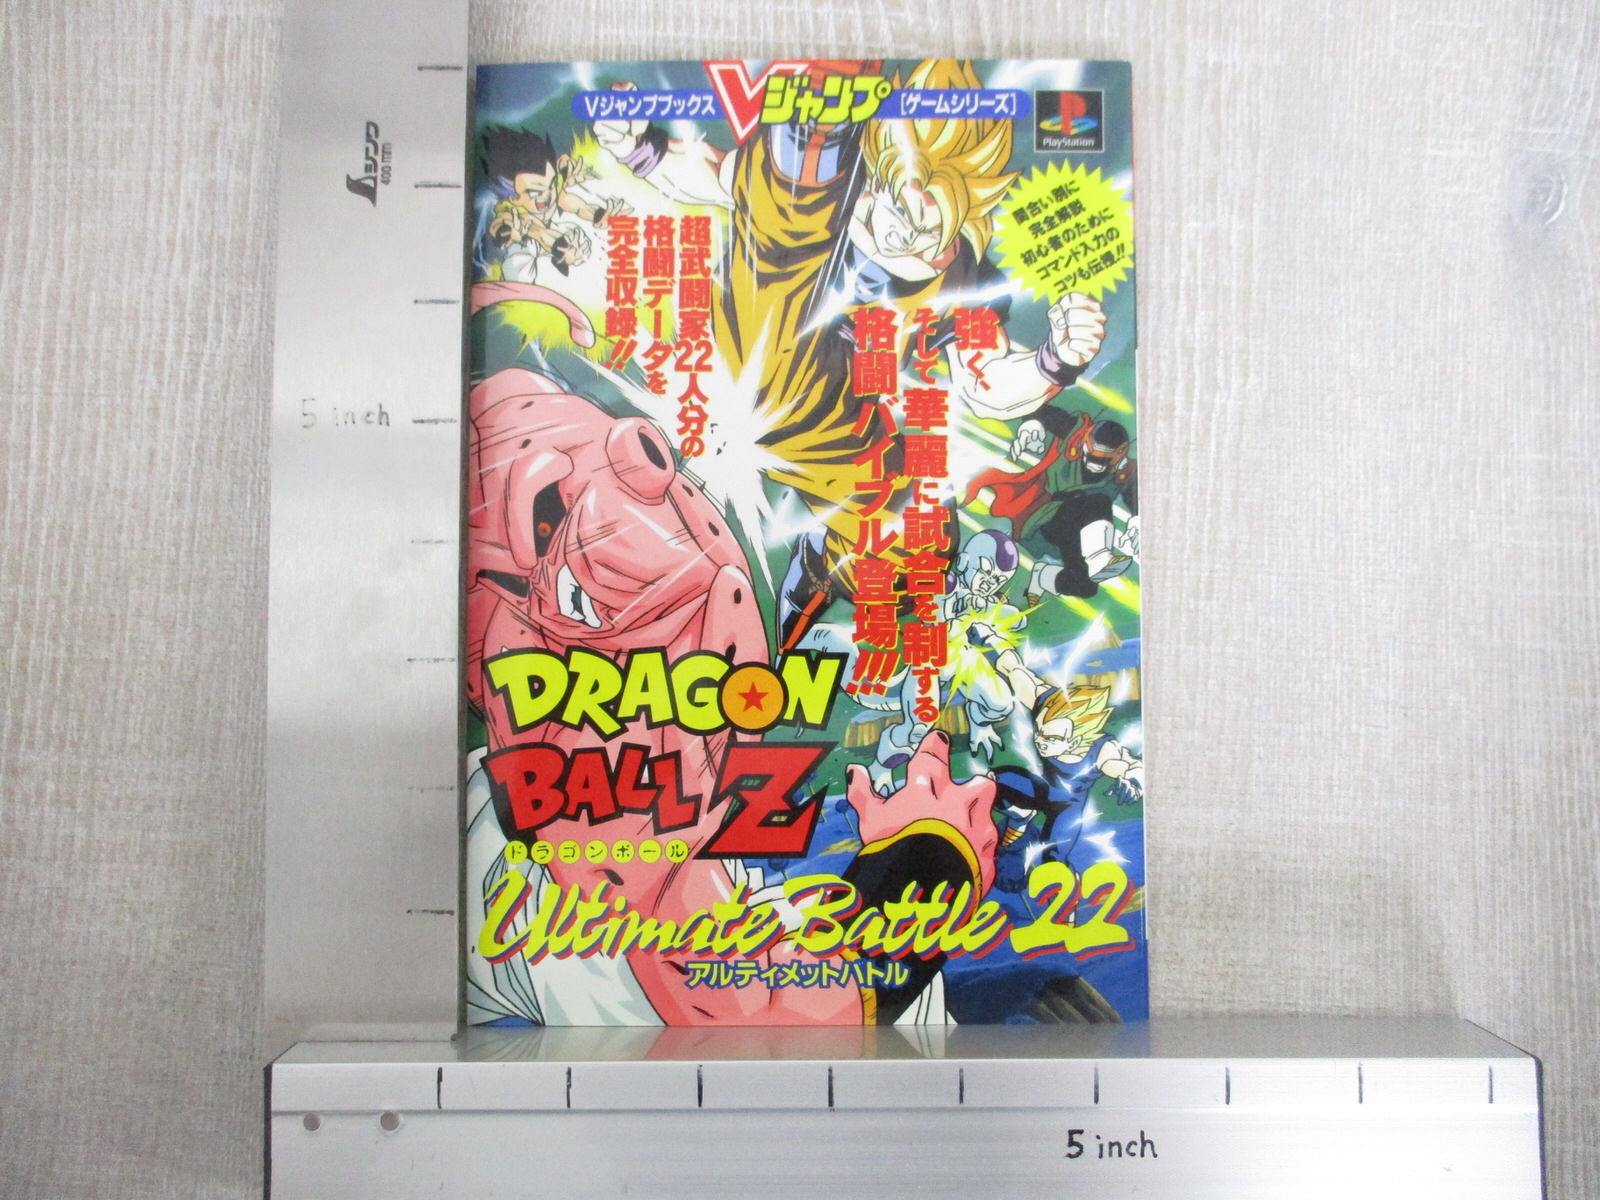 Vジャンプブックス
Vジャンプ
[ゲームシリーズ]
PlayStation
間合い別に
完全解説
初心者のために
コマンド入力の
コツも伝授!!
超武闘家22人分の
格闘データを
完全収録!!
強く、
そして華麗に試合を制する
格闘バイブル登場!!!
DRAGON
BALL Z
ドラゴンボール
Ultimate Battle 22
アルティメットバトル
シンワ
400 mm
5 inch
5 inch